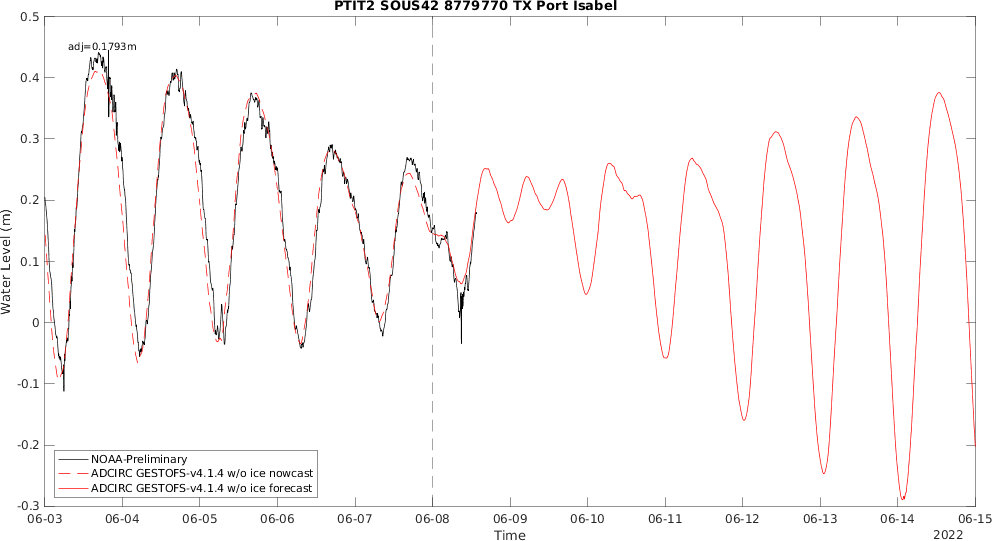 PTIT2 SOUS42 8779770 TX Port Isabel
adj=0.1793m
0.5
0.4
0.3
0.2
0.1
0
-0.1
-0.2
-0.3
Water Level (m)
NOAA-Preliminary
ADCIRC GESTOFS-v4.1.4 w/o ice nowcast
ADCIRC GESTOFS-v4.1.4 w/o ice forecast
06-03 06-04 06-05 06-06 06-07 06-08 06-09 06-10 06-11 06-12 06-13 06-14 06-15
Time
2022